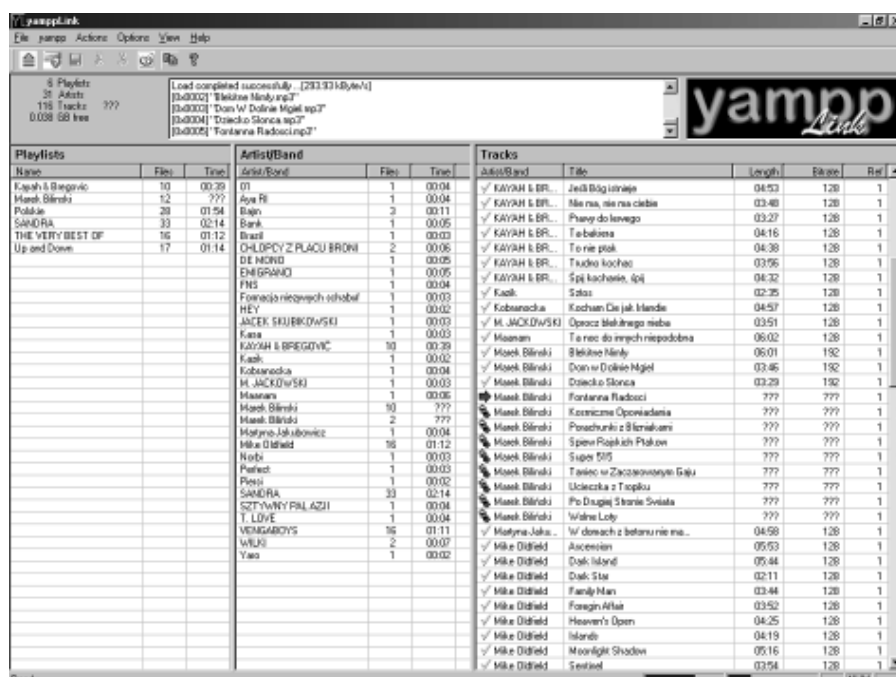 yamppLink
File yampp Actions Options View Help
6 Playlists
31 Artists
116 Tracks ???
0.038 GB free
Load completed successfully ...[293.93 kByte/s]
[0x0002] "Blekitne Nimfy.mp3"
[0x0003] "Dom W Dolinie Mgiel.mp3"
[0x0004] "Dziecko Slonca.mp3"
[0x0005] "Fontanna Radosci.mp3"
yampp
Link
Playlists
Name Files Time
Kayah & Bregovic 10 00:39
Marek Bilinski 12 ???
Polskie 28 01:54
SANDRA 33 02:14
THE VERY BEST OF 16 01:12
Up and Down 17 01:14
Artist/Band
Artist/Band Files Time
01 1 00:04
Aya RI 1 00:04
Bajm 3 00:11
Bank 1 00:05
Brazil 1 00:03
CHLOPCY Z PLACU BRONI 2 00:06
DE MONO 1 00:05
EMIGRANCI 1 00:05
FNS 1 00:04
Formacja niezywych schabuf 1 00:03
HEY 1 00:02
JACEK SKUBIKOWSKI 1 00:03
Kasa 1 00:03
KAYAH & BREGOVIĆ 10 00:39
Kazik 1 00:02
Kobranocka 1 00:04
M. JACKOWSKI 1 00:03
Maanam 1 00:06
Marek Bilinski 10 ???
Marek Biliński 2 ???
Martyna Jakubowicz 1 00:04
Mike Oldfield 16 01:12
Norbi 1 00:03
Perfect 1 00:03
Piersi 1 00:02
SANDRA 33 02:14
SZTYWNY PAL AZJI 1 00:04
T. LOVE 1 00:04
VENGABOYS 16 01:11
WILKI 2 00:07
Yaro 1 00:02
Tracks
Artist/Band Title Length Bitrate Ref
KAYAH & BR... Jeśli Bóg istnieje 04:53 128 1
KAYAH & BR... Nie ma, nie ma ciebie 03:48 128 1
KAYAH & BR... Prawy do lewego 03:27 128 1
KAYAH & BR... Ta-bakiera 04:16 128 1
KAYAH & BR... To nie ptak 04:38 128 1
KAYAH & BR... Trudno kochac 03:56 128 1
KAYAH & BR... Śpij kochanie, śpij 04:32 128 1
Kazik 02:35 128 1
Kobranocka Kocham Cie jak Irlandie 04:57 128 1
M. JACKOWSKI Oprocz blekitnego nieba 03:51 128 1
Maanam Ta noc do innych niepodobna 06:02 128 1
Marek Bilinski Blekitne Nimfy 06:01 192 1
Marek Bilinski Dom w Dolinie Mgiel 03:46 192 1
Marek Bilinski Dziecko Slonca 03:29 192 1
Marek Bilinski Fontanna Radosci ??? ??? 1
Marek Bilinski Kosmiczne Opowiadania ??? ??? 1
Marek Bilinski Porachunki z Blizniakami ??? ??? 1
Marek Bilinski Spiew Rajskich Ptakow ??? ??? 1
Marek Bilinski Super 515 ??? ??? 1
Marek Bilinski Taniec w Zaczarowanym Gaju ??? ??? 1
Marek Bilinski Ucieczka z Tropiku ??? ??? 1
Marek Biliński Po Drugiej Stronie Swiata ??? ??? 1
Marek Biliński Wolne Loty ??? ??? 1
Martyna Jaku... W domach z betonu nie ma... 04:58 128 1
Mike Oldfield Ascension 05:53 128 1
Mike Oldfield Dark Island 05:44 128 1
Mike Oldfield Dark Star 02:11 128 1
Mike Oldfield Family Man 03:44 128 1
Mike Oldfield Foregin Affair 03:52 128 1
Mike Oldfield Heaven's Open 04:25 128 1
Mike Oldfield Islands 04:19 128 1
Mike Oldfield Moonlight Shadow 05:16 128 1
Mike Oldfield Sentinel 03:54 128 1